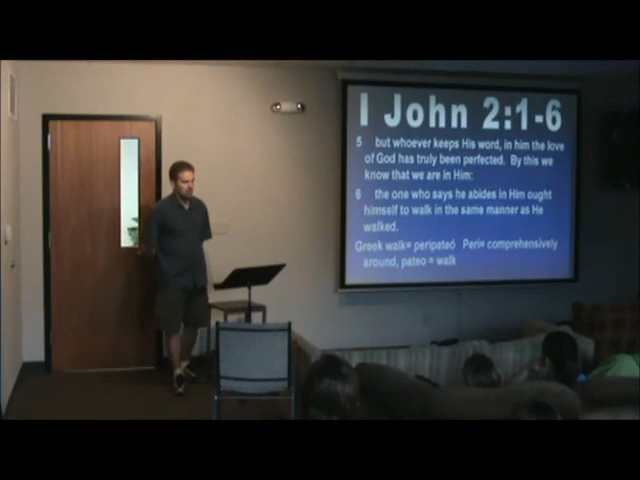 I John 2:1-6
5 but whoever keeps His word, in him the love
of God has truly been perfected. By this we
know that we are in Him:
6 the one who says he abides in Him ought
himself to walk in the same manner as He
walked.
Greek walk= peripateó Peri= comprehensively
around, pateo = walk